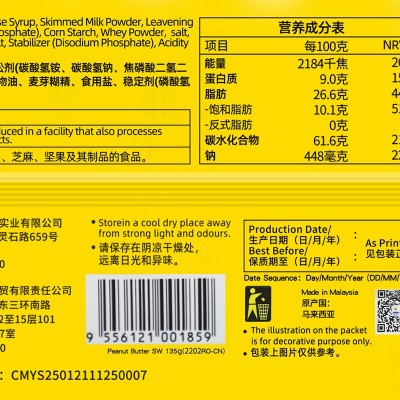 se Syrup, Skimmed Milk Powder, Leavening
sphate), Corn Starch, Whey Powder, salt,
t, Stabilizer (Disodium Phosphate), Acidity
松剂(碳酸氢铵、碳酸氢钠、焦磷酸二氢二
物油、麦芽糊精、食用盐、稳定剂(磷酸氢
uced in a facility that also processes
cts.
、芝麻、坚果及其制品的食品。
营养成分表
项目 每100克 NR
能量 2184千焦 2
蛋白质 9.0克 15
脂肪 26.6克 44
-饱和脂肪 10.1克 5
-反式脂肪 0克
碳水化合物 61.6克 2
钠 448毫克 22
实业有限公司
灵石路659号
0
贸有限责任公司
东三环南路
2至15层101
7室
0
• Storein a cool dry place away
from strong light and odours.
• 请保存在阴凉干燥处，
远离日光和异味。
9 556121 001859
Peanut Butter SW 135g(2202RO-CN)
Production Date/
生产日期（日/月/年）
Best Before/
保质期至（日/月/年）
: As Print
见包装正
Date Sequence: Day/Month/Year (DD/MM/
Made in Malaysia
原产国：
马来西亚
• The illustration on the packet
is for decorative purpose only.
• 包装上图片仅供参考。
: CMYS25012111250007